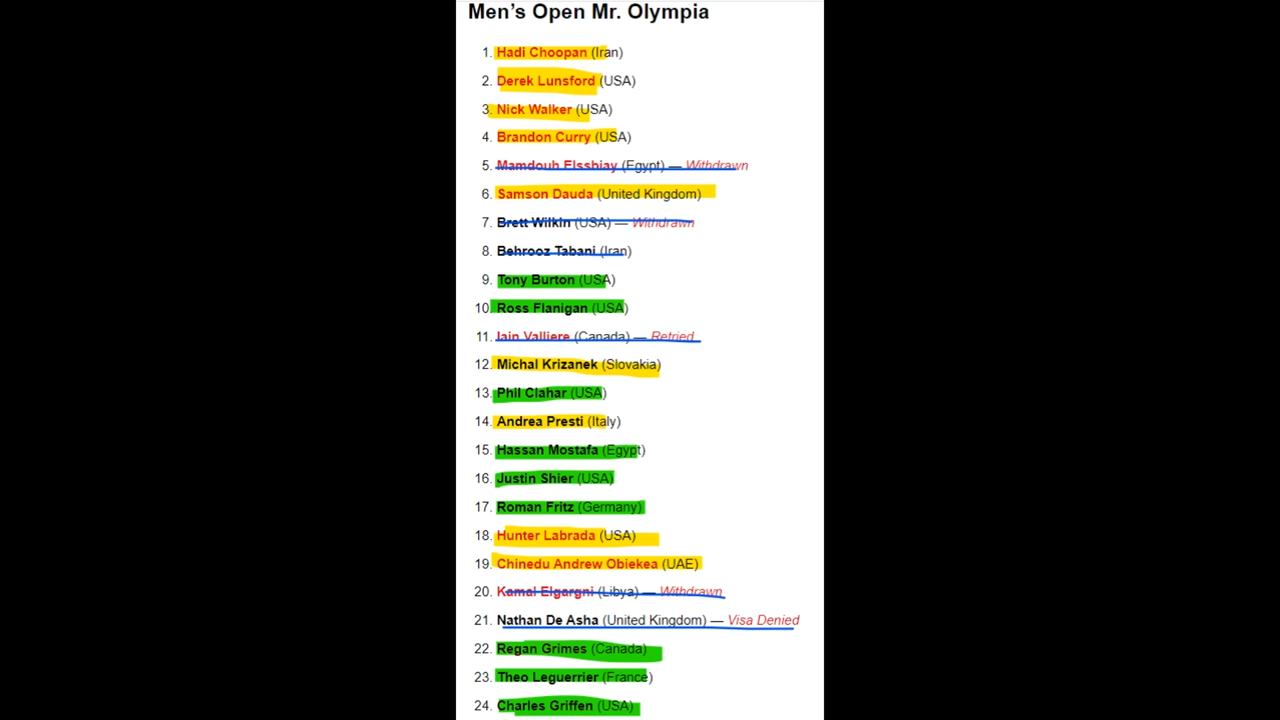 Men’s Open Mr. Olympia
1. Hadi Choopan (Iran)
2. Derek Lunsford (USA)
3. Nick Walker (USA)
4. Brandon Curry (USA)
5. Mamdouh Elssbiay (Egypt) — Withdrawn
6. Samson Dauda (United Kingdom)
7. Brett Wilkin (USA) — Withdrawn
8. Behrooz Tabani (Iran)
9. Tony Burton (USA)
10. Ross Flanigan (USA)
11. Iain Valliere (Canada) — Retried
12. Michal Krizanek (Slovakia)
13. Phil Clahar (USA)
14. Andrea Presti (Italy)
15. Hassan Mostafa (Egypt)
16. Justin Shier (USA)
17. Roman Fritz (Germany)
18. Hunter Labrada (USA)
19. Chinedu Andrew Obiekea (UAE)
20. Kamal Elgargni (Libya) — Withdrawn
21. Nathan De Asha (United Kingdom) — Visa Denied
22. Regan Grimes (Canada)
23. Theo Leguerrier (France)
24. Charles Griffen (USA)